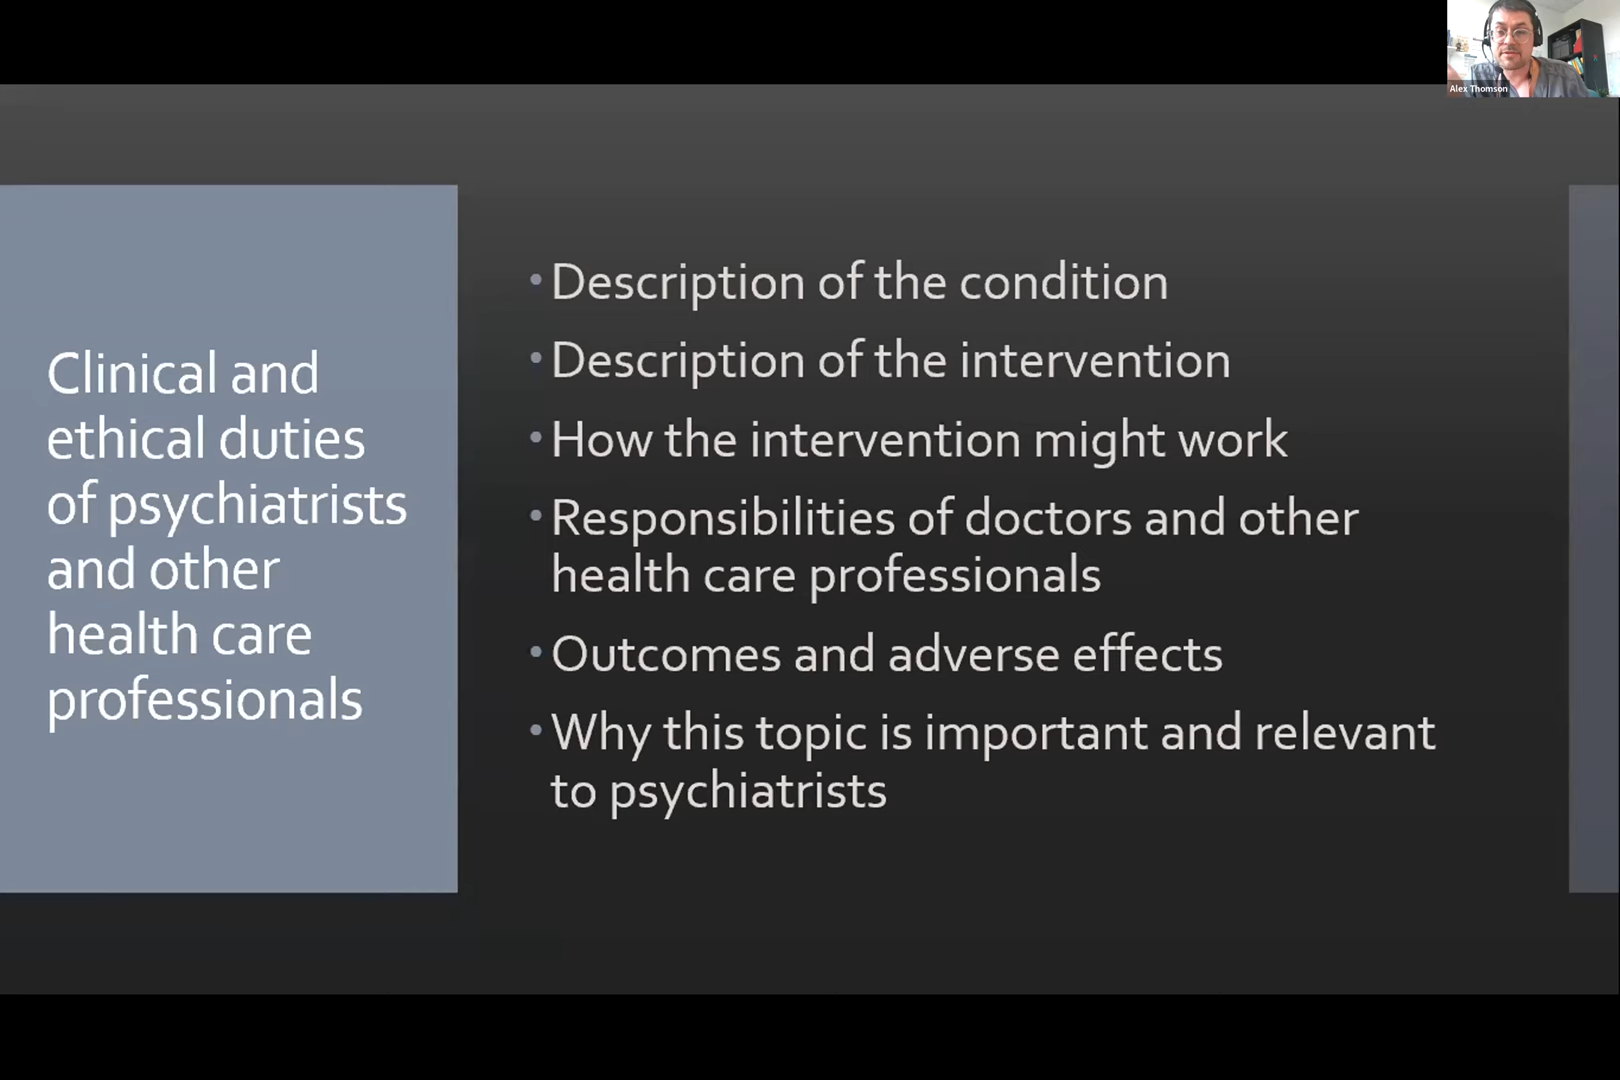 Alex Thomson
Clinical and
ethical duties
of psychiatrists
and other
health care
professionals
• Description of the condition
• Description of the intervention
• How the intervention might work
• Responsibilities of doctors and other
health care professionals
• Outcomes and adverse effects
• Why this topic is important and relevant
to psychiatrists